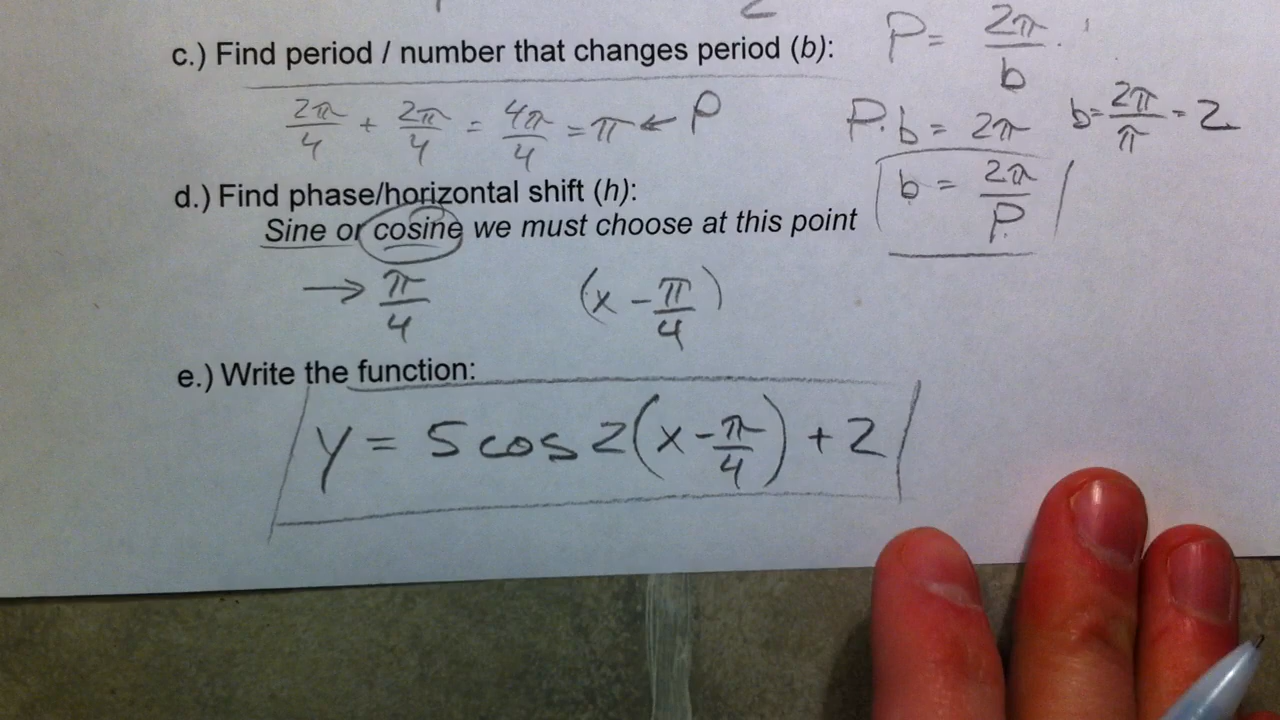 c.) Find period / number that changes period (b):
P = 2π/b
2π/4 + 2π/4 = 4π/4 = π ← P
P·b = 2π
b = 2π/π = 2
b = 2π/P
d.) Find phase/horizontal shift (h):
Sine or cosine we must choose at this point
→ π/4
(x - π/4)
e.) Write the function:
y = 5 cos 2(x - π/4) + 2